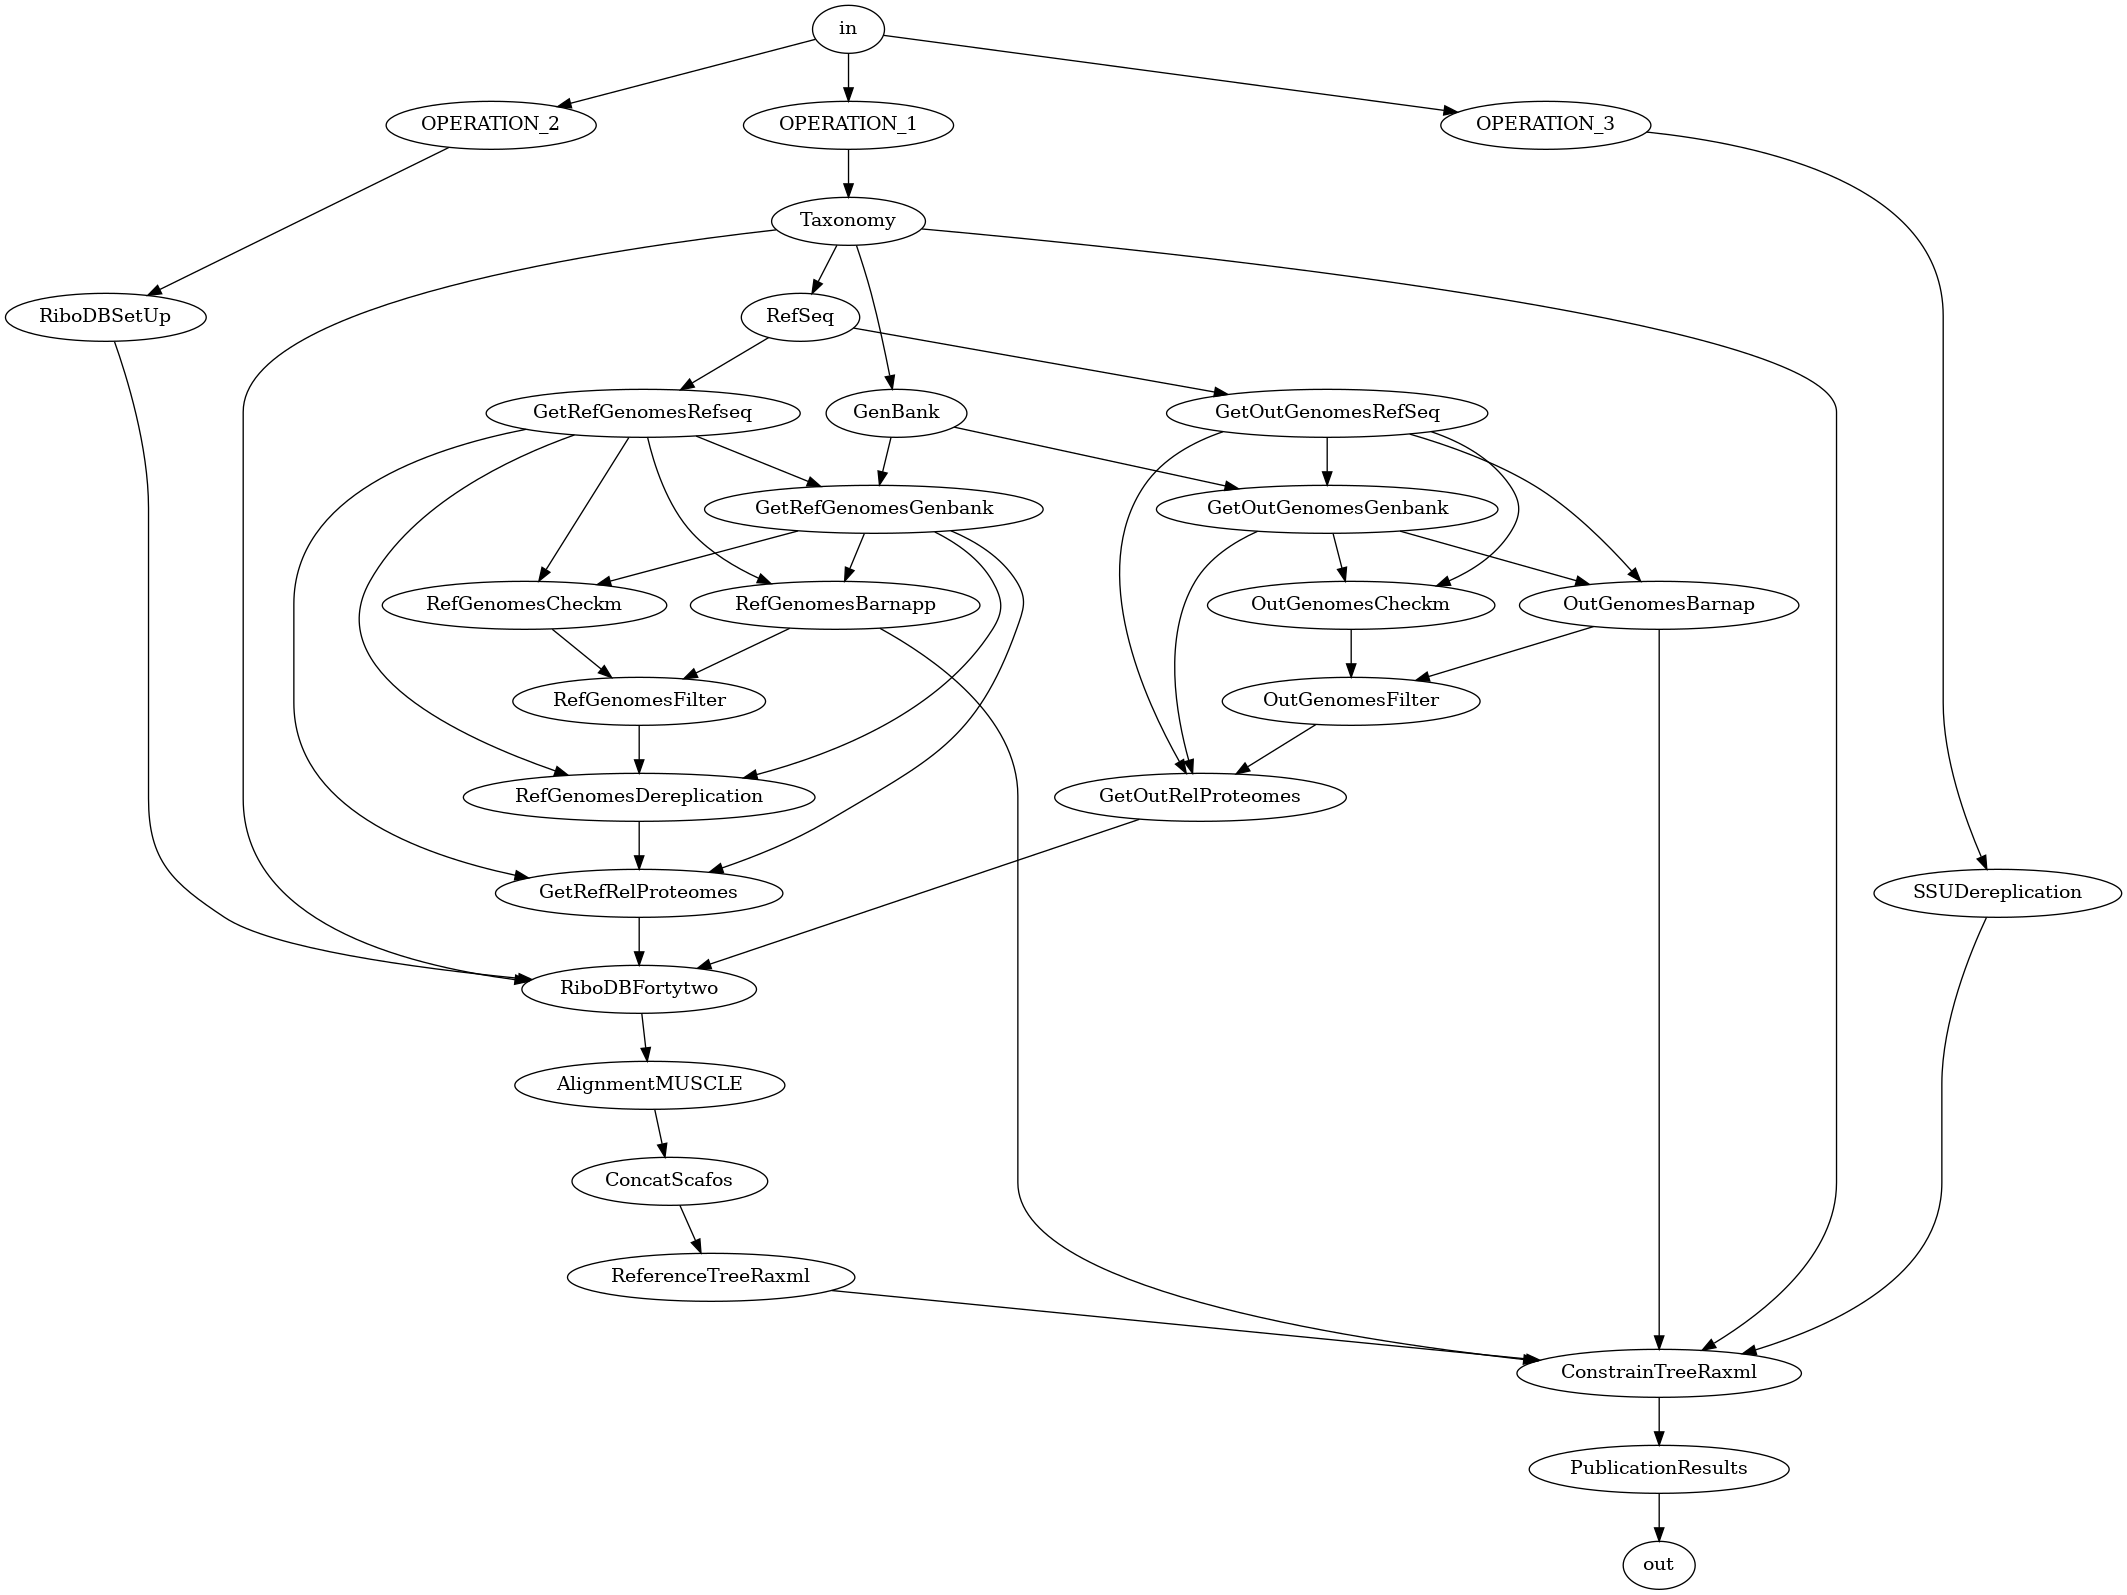 in
OPERATION_2
OPERATION_1
OPERATION_3
Taxonomy
RiboDBSetUp
RefSeq
GetRefGenomesRefseq
GenBank
GetOutGenomesRefSeq
GetRefGenomesGenbank
GetOutGenomesGenbank
RefGenomesCheckm
RefGenomesBarnapp
OutGenomesCheckm
OutGenomesBarnap
RefGenomesFilter
OutGenomesFilter
RefGenomesDereplication
GetOutRelProteomes
GetRefRelProteomes
SSUDereplication
RiboDBFortytwo
AlignmentMUSCLE
ConcatScafos
ReferenceTreeRaxml
ConstrainTreeRaxml
PublicationResults
out